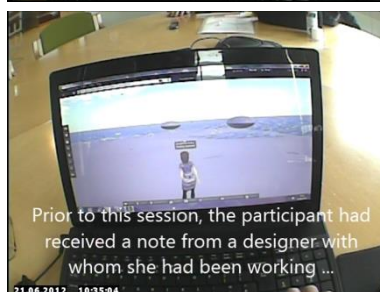 Prior to this session, the participant had
received a note from a designer with
whom she had been working ...
21.06.2012 10:35:04